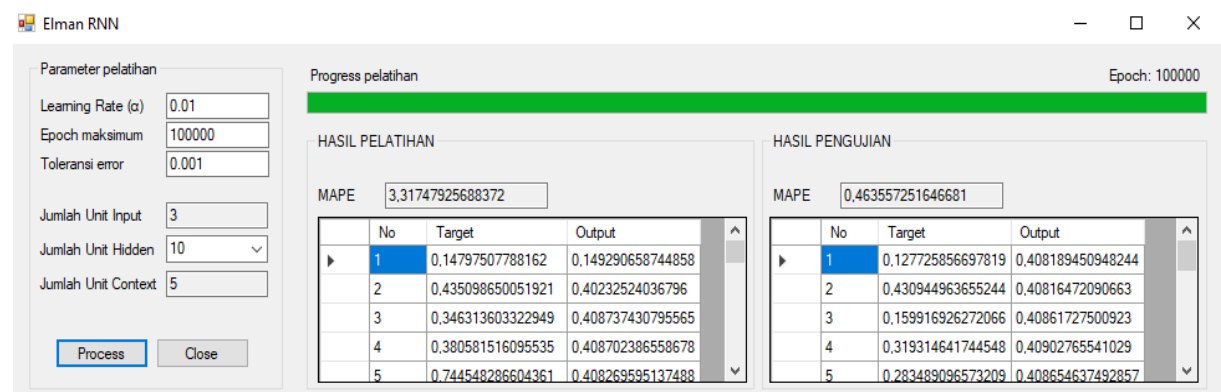 Elman RNN
Parameter pelatihan
Learning Rate (α) 0.01
Epoch maksimum 100000
Toleransi error 0.001
Jumlah Unit Input 3
Jumlah Unit Hidden 10
Jumlah Unit Context 5
Process Close
Progress pelatihan Epoch: 100000
HASIL PELATIHAN
MAPE 3,31747925688372
No Target Output
1 0,14797507788162 0,149290658744858
2 0,435098650051921 0,40232524036796
3 0,346313603322949 0,408737430795565
4 0,380581516095535 0,408702386558678
5 0,744548286604361 0,408269595137488
HASIL PENGUJIAN
MAPE 0,463557251646681
No Target Output
1 0,127725856697819 0,408189450948244
2 0,430944963655244 0,40816472090663
3 0,159916926272066 0,40861727500923
4 0,319314641744548 0,40902765541029
5 0,283489096573209 0,408654637492857